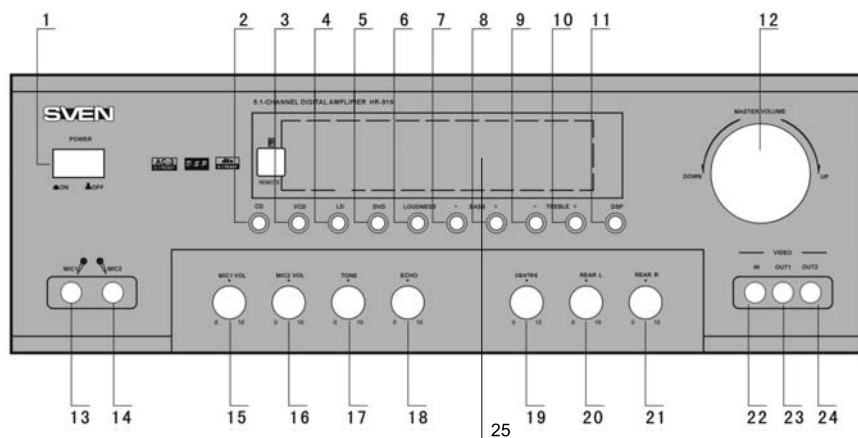 1 2 3 4 5 6 7 8 9 10 11 12
SVEN
5.1-CHANNEL DIGITAL AMPLIFIER HR-916
MASTER VOLUME
POWER
AC-3 DSP dts
ON OFF
REMOTE
DOWN UP
CD VCD LD DVD LOUDNESS - BASS + - TREBLE + DSP
VIDEO
IN OUT1 OUT2
MIC1 MIC2
MIC1 VOL MIC2 VOL TONE ECHO CENTRE REAR L REAR R
0 10 0 10 0 10 0 10 0 10 0 10 0 10
13 14 15 16 17 18 25 19 20 21 22 23 24